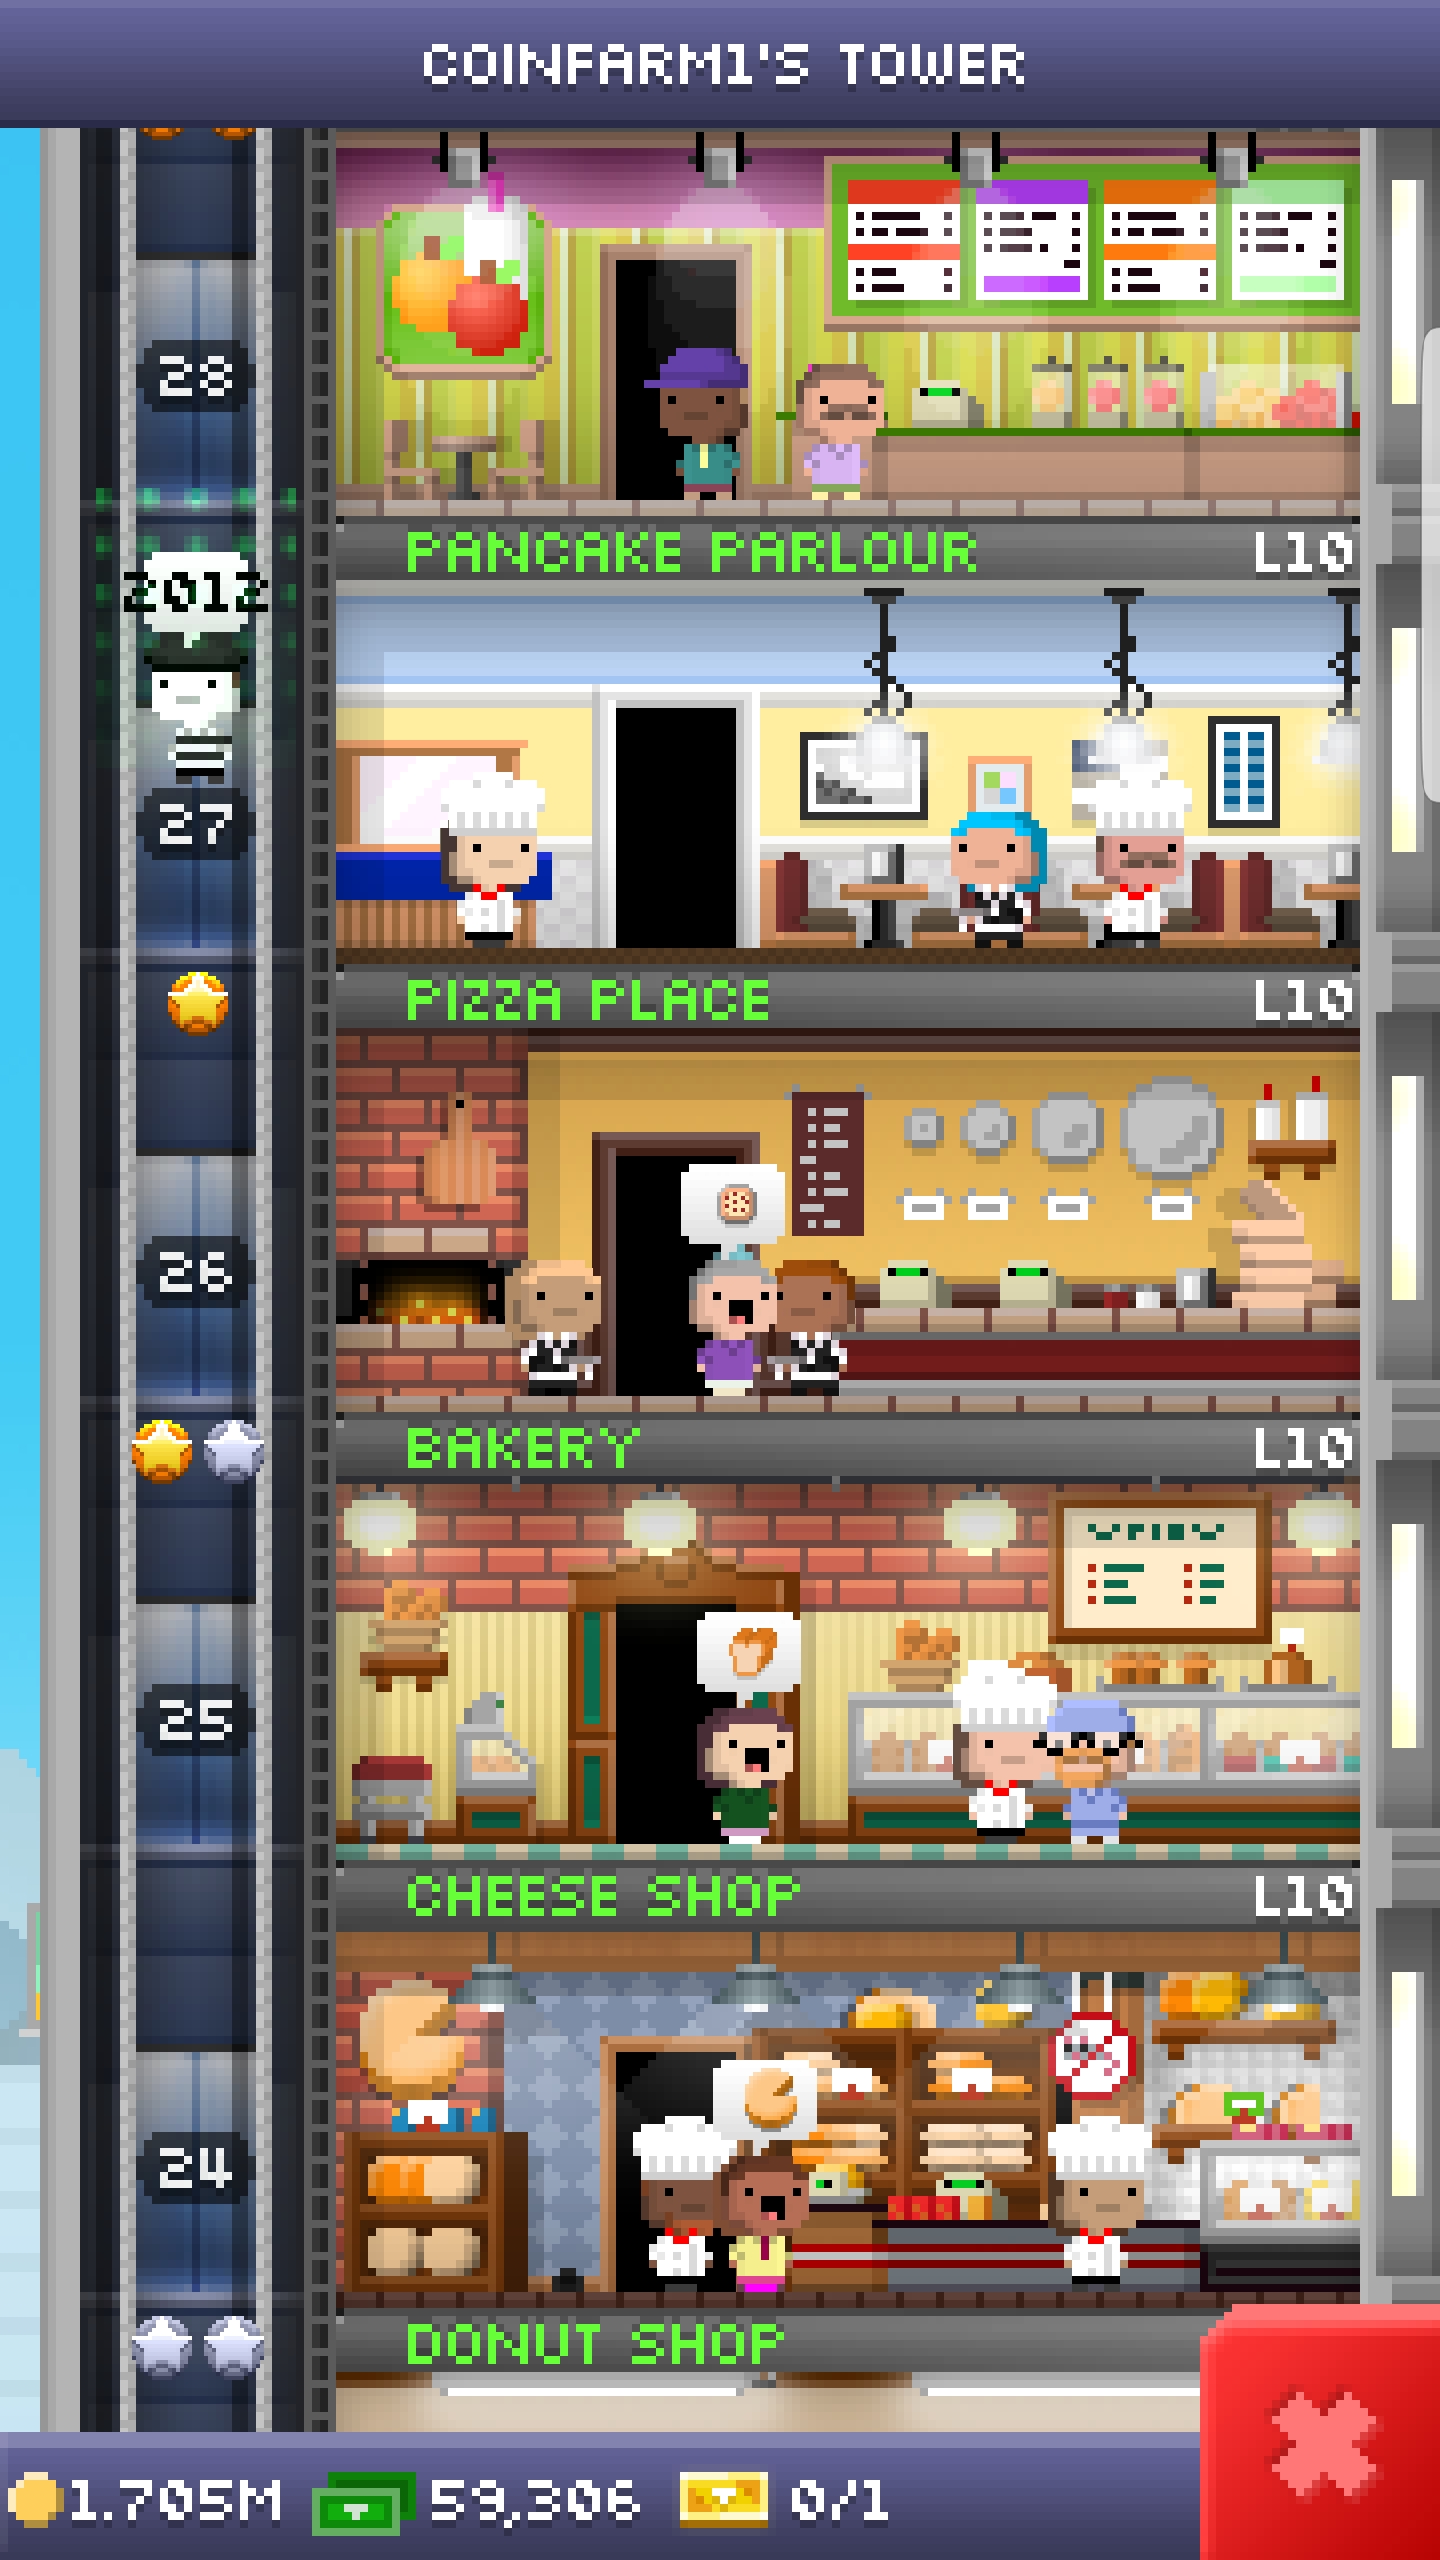 COINFARM1'S TOWER
28
PANCAKE PARLOUR L10
2012
27
PIZZA PLACE L10
26
BAKERY L10
25
CHEESE SHOP L10
24
DONUT SHOP
1.705M 59,306 0/1